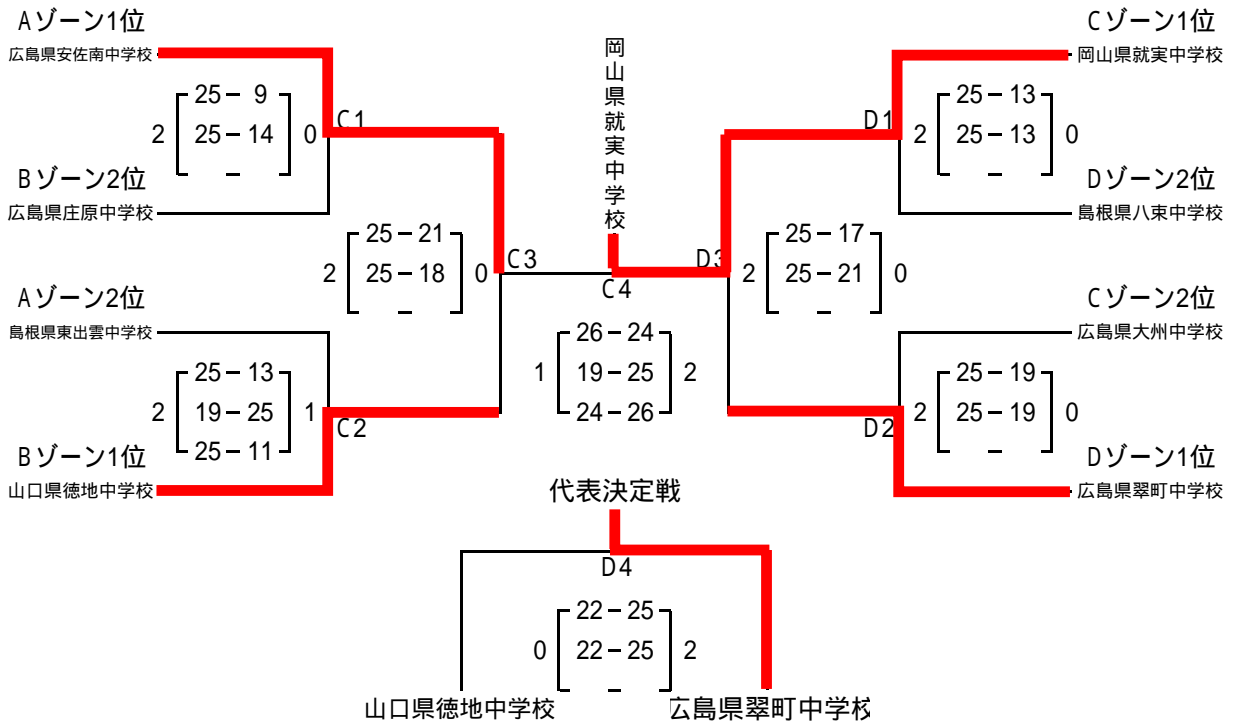 Aゾーン1位
広島県安佐南中学校
25－ 9
2 25－14 0
－
C1
Bゾーン2位
広島県庄原中学校
25－21
2 25－18 0
－
C3
Aゾーン2位
島根県東出雲中学校
25－13
2 19－25 1
25－11
C2
Bゾーン1位
山口県徳地中学校
岡山県就実中学校
C4
26－24
1 19－25 2
24－26
Cゾーン1位
岡山県就実中学校
D1
25－13
2 25－13 0
－
Dゾーン2位
島根県八束中学校
D3
25－17
2 25－21 0
－
Cゾーン2位
広島県大州中学校
25－19
2 25－19 0
－
D2
Dゾーン1位
広島県翠町中学校
代表決定戦
D4
22－25
0 22－25 2
－
山口県徳地中学校
広島県翠町中学校